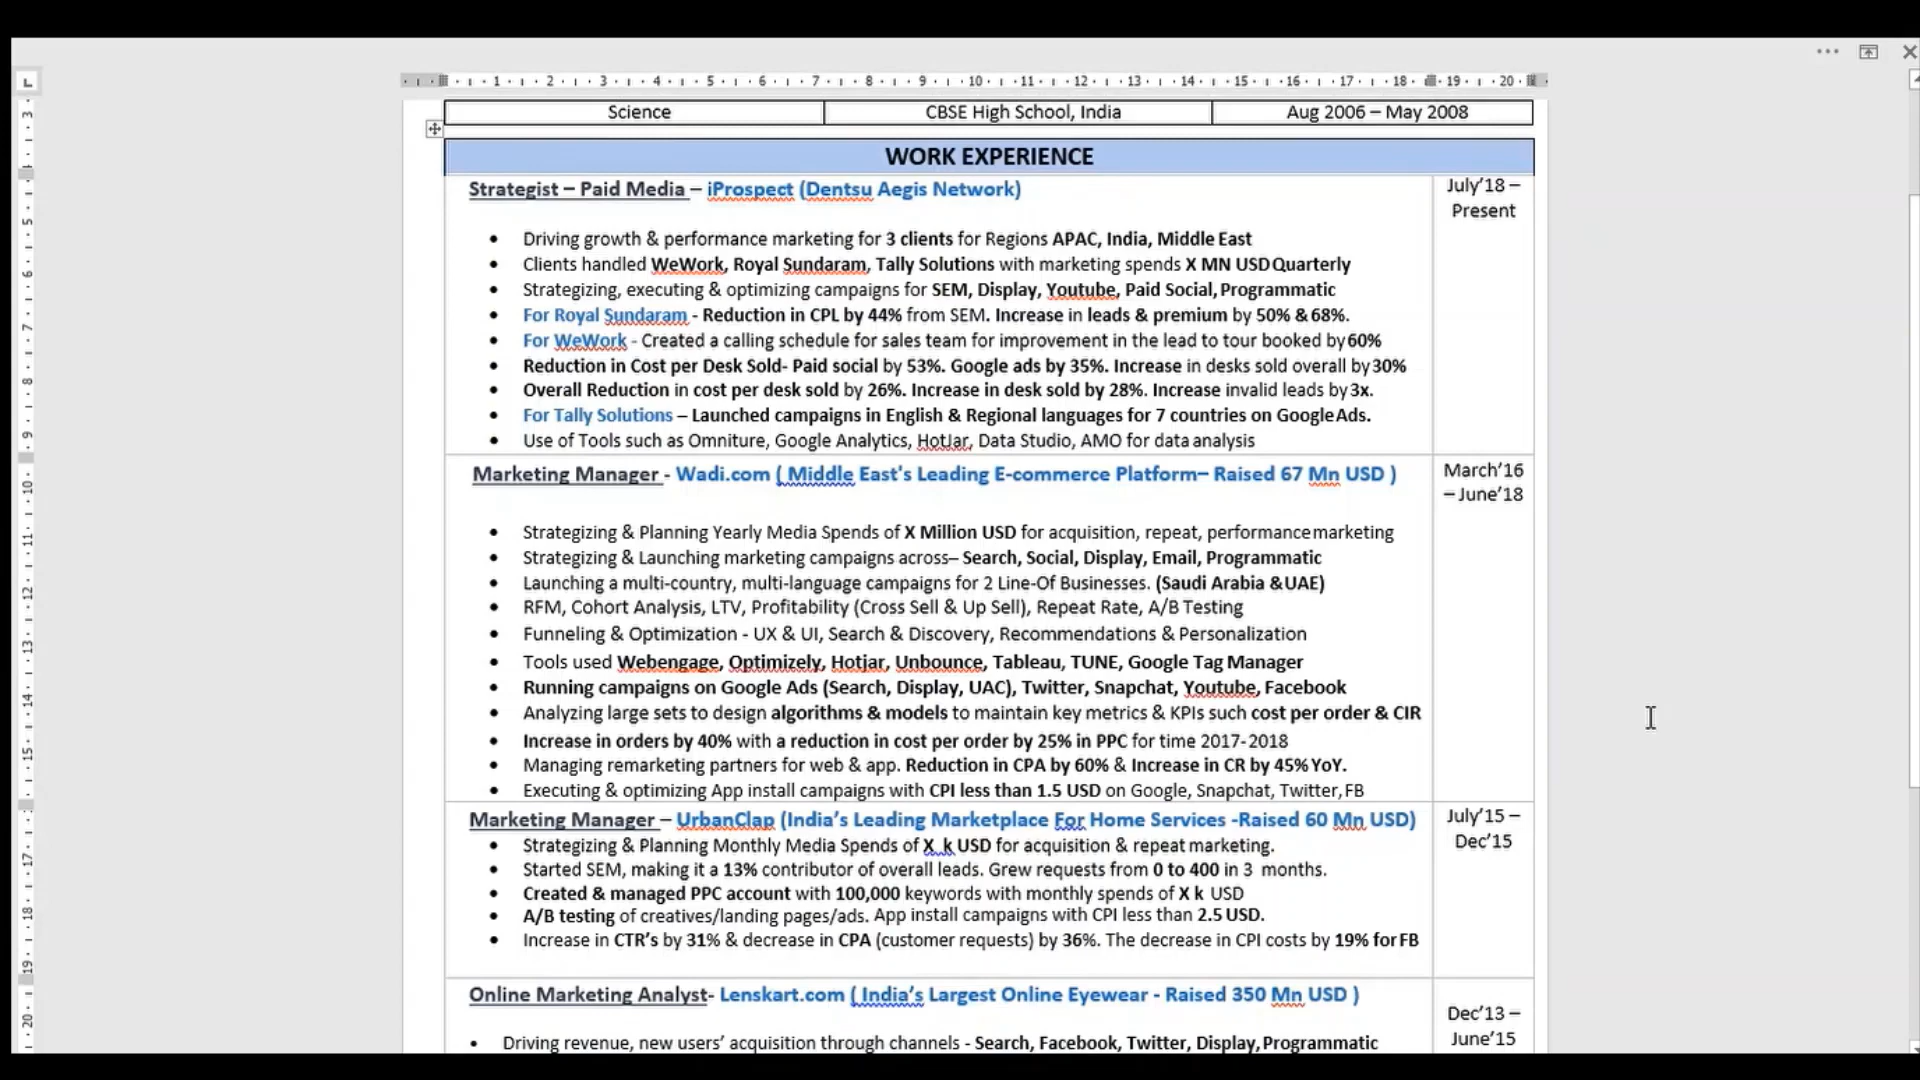 Science CBSE High School, India Aug 2006 – May 2008
WORK EXPERIENCE
Strategist – Paid Media – iProspect (Dentsu Aegis Network) July’18 –
Present
• Driving growth & performance marketing for 3 clients for Regions APAC, India, Middle East
• Clients handled WeWork, Royal Sundaram, Tally Solutions with marketing spends X MN USD Quarterly
• Strategizing, executing & optimizing campaigns for SEM, Display, Youtube, Paid Social, Programmatic
• For Royal Sundaram - Reduction in CPL by 44% from SEM. Increase in leads & premium by 50% & 68%.
• For WeWork - Created a calling schedule for sales team for improvement in the lead to tour booked by 60%
• Reduction in Cost per Desk Sold- Paid social by 53%. Google ads by 35%. Increase in desks sold overall by 30%
• Overall Reduction in cost per desk sold by 26%. Increase in desk sold by 28%. Increase invalid leads by 3x.
• For Tally Solutions – Launched campaigns in English & Regional languages for 7 countries on Google Ads.
• Use of Tools such as Omniture, Google Analytics, HotJar, Data Studio, AMO for data analysis
Marketing Manager - Wadi.com ( Middle East's Leading E-commerce Platform– Raised 67 Mn USD ) March’16
– June’18
• Strategizing & Planning Yearly Media Spends of X Million USD for acquisition, repeat, performance marketing
• Strategizing & Launching marketing campaigns across– Search, Social, Display, Email, Programmatic
• Launching a multi-country, multi-language campaigns for 2 Line-Of Businesses. (Saudi Arabia & UAE)
• RFM, Cohort Analysis, LTV, Profitability (Cross Sell & Up Sell), Repeat Rate, A/B Testing
• Funneling & Optimization - UX & UI, Search & Discovery, Recommendations & Personalization
• Tools used Webengage, Optimizely, Hotjar, Unbounce, Tableau, TUNE, Google Tag Manager
• Running campaigns on Google Ads (Search, Display, UAC), Twitter, Snapchat, Youtube, Facebook
• Analyzing large sets to design algorithms & models to maintain key metrics & KPIs such cost per order & CIR
• Increase in orders by 40% with a reduction in cost per order by 25% in PPC for time 2017-2018
• Managing remarketing partners for web & app. Reduction in CPA by 60% & Increase in CR by 45% YoY.
• Executing & optimizing App install campaigns with CPI less than 1.5 USD on Google, Snapchat, Twitter, FB
Marketing Manager – UrbanClap (India’s Leading Marketplace For Home Services -Raised 60 Mn USD) July’15 –
Dec’15
• Strategizing & Planning Monthly Media Spends of X k USD for acquisition & repeat marketing.
• Started SEM, making it a 13% contributor of overall leads. Grew requests from 0 to 400 in 3 months.
• Created & managed PPC account with 100,000 keywords with monthly spends of X k USD
• A/B testing of creatives/landing pages/ads. App install campaigns with CPI less than 2.5 USD.
• Increase in CTR’s by 31% & decrease in CPA (customer requests) by 36%. The decrease in CPI costs by 19% for FB
Online Marketing Analyst- Lenskart.com ( India’s Largest Online Eyewear - Raised 350 Mn USD )
Dec’13 –
June’15
• Driving revenue, new users’ acquisition through channels - Search, Facebook, Twitter, Display, Programmatic